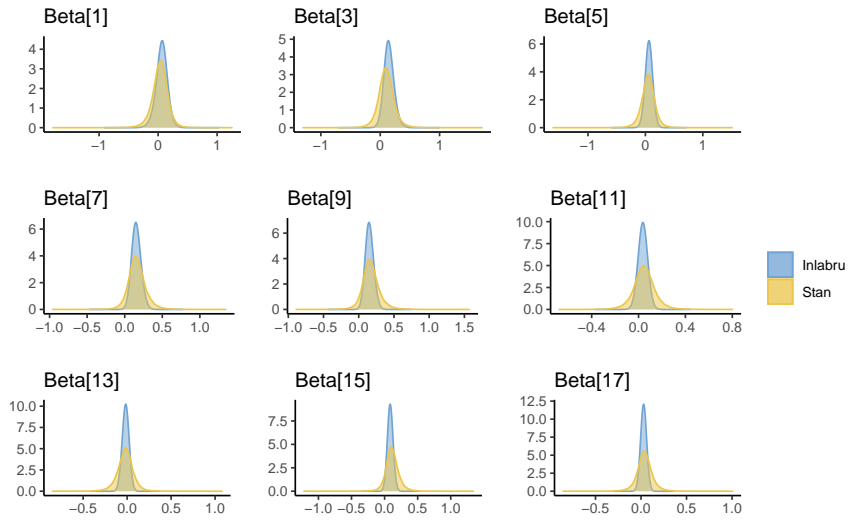 Beta[1] Beta[3] Beta[5]
4 3 2 1 0
5 4 3 2 1 0
6 4 2 0
−1 0 1
−1 0 1
−1 0 1
Beta[7] Beta[9] Beta[11]
6 4 2 0
6 4 2 0
10.0 7.5 5.0 2.5 0.0
−1.0 −0.5 0.0 0.5 1.0
−1.0 −0.5 0.0 0.5 1.0 1.5
−0.4 0.0 0.4 0.8
Inlabru
Stan
Beta[13] Beta[15] Beta[17]
10.0 7.5 5.0 2.5 0.0
7.5 5.0 2.5 0.0
12.5 10.0 7.5 5.0 2.5 0.0
−0.5 0.0 0.5 1.0
−1.0 −0.5 0.0 0.5 1.0
−0.5 0.0 0.5 1.0